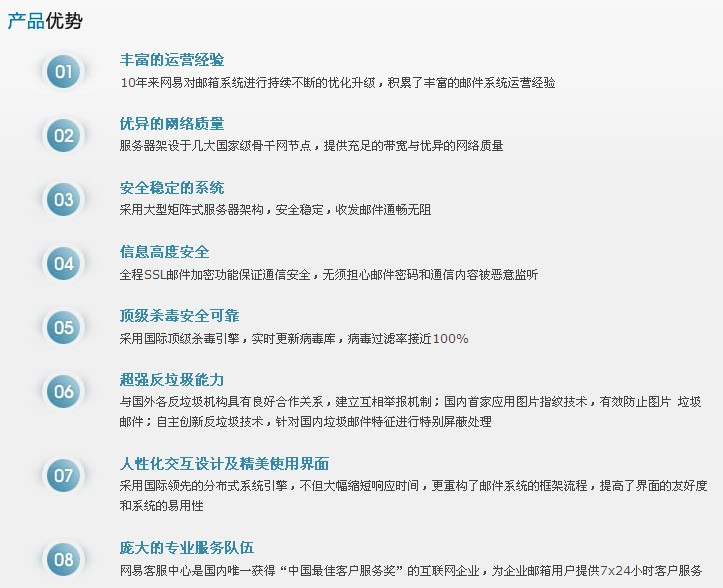 产品优势
01
丰富的运营经验
10年来网易对邮箱系统进行持续不断的优化升级，积累了丰富的邮件系统运营经验
02
优异的网络质量
服务器架设于几大国家级骨干网节点，提供充足的带宽与优异的网络质量
03
安全稳定的系统
采用大型矩阵式服务器架构，安全稳定，收发邮件通畅无阻
04
信息高度安全
全程SSL邮件加密功能保证通信安全，无须担心邮件密码和通信内容被恶意监听
05
顶级杀毒安全可靠
采用国际顶级杀毒引擎，实时更新病毒库，病毒过滤率接近100%
06
超强反垃圾能力
与国外各反垃圾机构具有良好合作关系，建立互相举报机制；国内首家应用图片指纹技术，有效防止图片 垃圾
邮件；自主创新反垃圾技术，针对国内垃圾邮件特征进行特别屏蔽处理
07
人性化交互设计及精美使用界面
采用国际领先的分布式系统引擎，不但大幅缩短响应时间，更重构了邮件系统的框架流程，提高了界面的友好度
和系统的易用性
08
庞大的专业服务队伍
网易客服中心是国内唯一获得“中国最佳客户服务奖”的互联网企业，为企业邮箱用户提供7x24小时客户服务